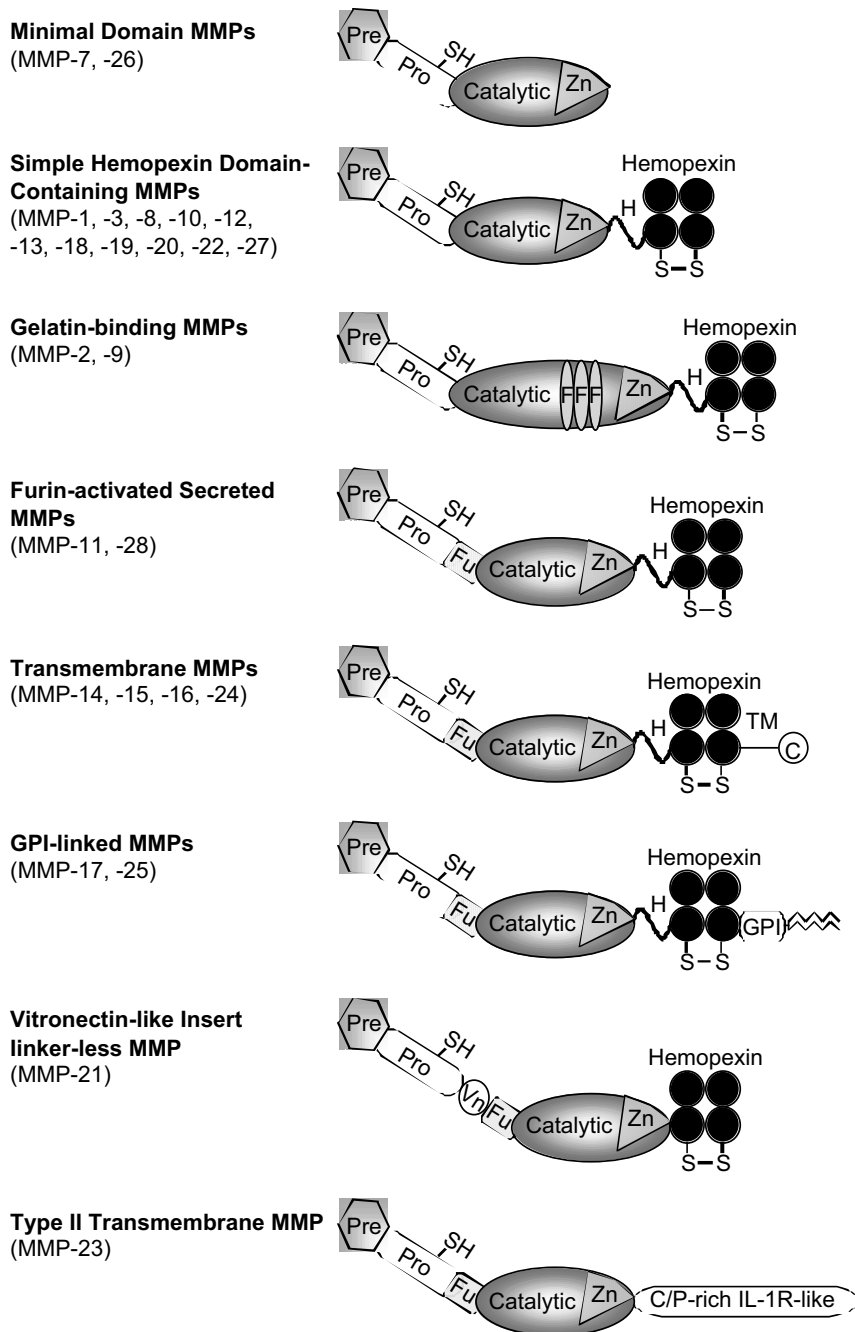 Minimal Domain MMPs
(MMP-7, -26)
Pre
Pro
SH
Catalytic
Zn
Simple Hemopexin Domain-
Containing MMPs
(MMP-1, -3, -8, -10, -12,
-13, -18, -19, -20, -22, -27)
Pre
Pro
SH
Catalytic
Zn
H
Hemopexin
S–S
Gelatin-binding MMPs
(MMP-2, -9)
Pre
Pro
SH
Catalytic
FFF
Zn
H
Hemopexin
S–S
Furin-activated Secreted
MMPs
(MMP-11, -28)
Pre
Pro
SH
Fu
Catalytic
Zn
H
Hemopexin
S–S
Transmembrane MMPs
(MMP-14, -15, -16, -24)
Pre
Pro
SH
Fu
Catalytic
Zn
H
Hemopexin
TM
C
S–S
GPI-linked MMPs
(MMP-17, -25)
Pre
Pro
SH
Fu
Catalytic
Zn
H
Hemopexin
GPI
S–S
Vitronectin-like Insert
linker-less MMP
(MMP-21)
Pre
Pro
SH
Vn
Fu
Catalytic
Zn
Hemopexin
S–S
Type II Transmembrane MMP
(MMP-23)
Pre
Pro
SH
Fu
Catalytic
Zn
C/P-rich IL-1R-like